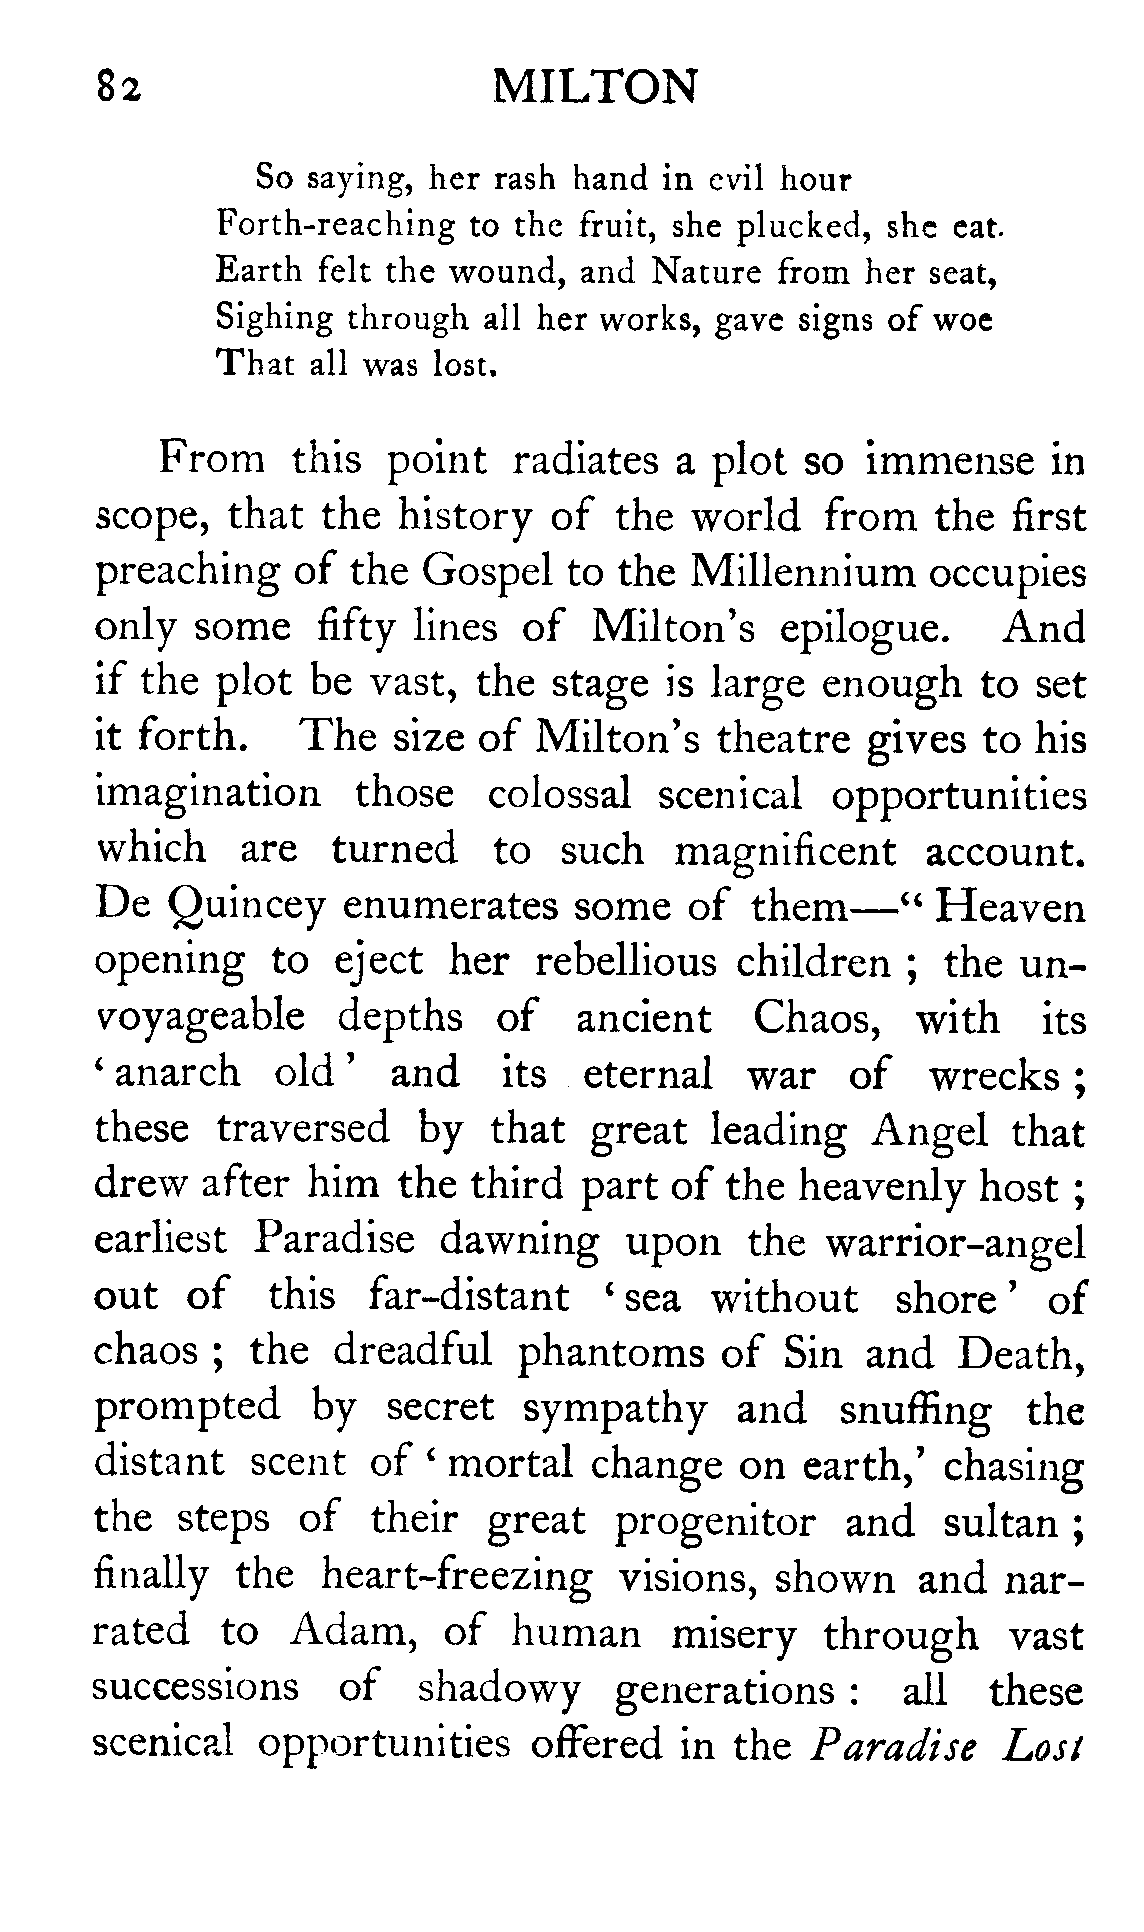 82 MILTON
So saying, her rash hand in evil hour
Forth-reaching to the fruit, she plucked, she eat.
Earth felt the wound, and Nature from her seat,
Sighing through all her works, gave signs of woe
That all was lost.
From this point radiates a plot so immense in
scope, that the history of the world from the first
preaching of the Gospel to the Millennium occupies
only some fifty lines of Milton's epilogue. And
if the plot be vast, the stage is large enough to set
it forth. The size of Milton's theatre gives to his
imagination those colossal scenical opportunities
which are turned to such magnificent account.
De Quincey enumerates some of them—“ Heaven
opening to eject her rebellious children ; the un-
voyageable depths of ancient Chaos, with its
‘ anarch old ’ and its eternal war of wrecks ;
these traversed by that great leading Angel that
drew after him the third part of the heavenly host ;
earliest Paradise dawning upon the warrior-angel
out of this far-distant ‘ sea without shore ’ of
chaos ; the dreadful phantoms of Sin and Death,
prompted by secret sympathy and snuffing the
distant scent of ‘ mortal change on earth,’ chasing
the steps of their great progenitor and sultan ;
finally the heart-freezing visions, shown and nar-
rated to Adam, of human misery through vast
successions of shadowy generations : all these
scenical opportunities offered in the Paradise Lost